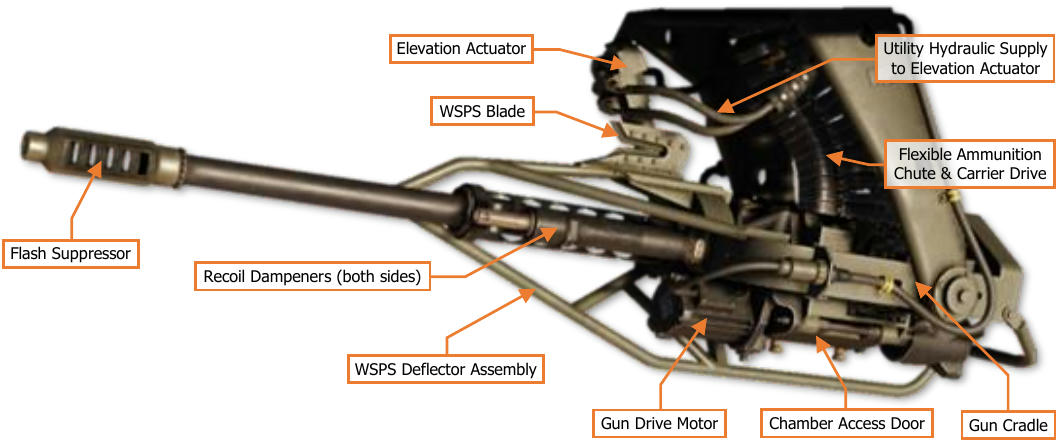 Elevation Actuator
Utility Hydraulic Supply
to Elevation Actuator
WSPS Blade
Flexible Ammunition
Chute & Carrier Drive
Flash Suppressor
Recoil Dampeners (both sides)
WSPS Deflector Assembly
Gun Drive Motor
Chamber Access Door
Gun Cradle